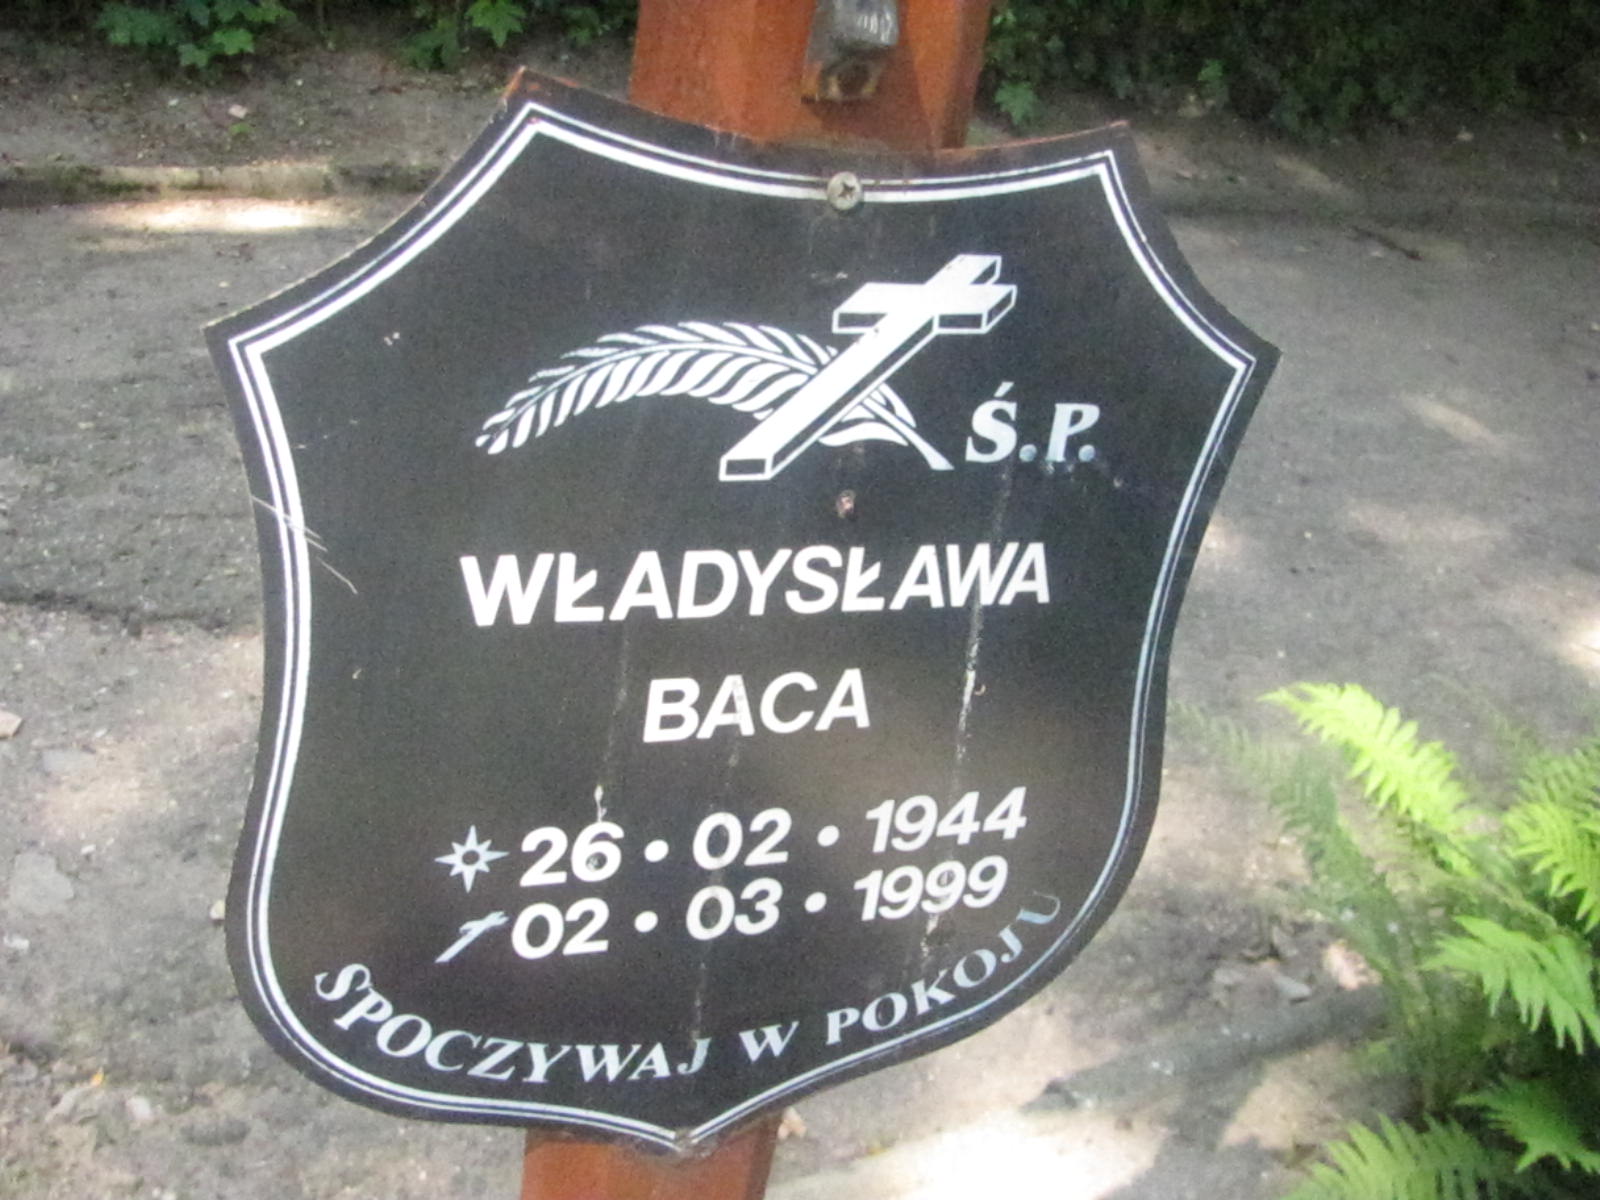 Ś.P.
WŁADYSŁAWA
BACA
26 • 02 • 1944
02 • 03 • 1999
SPOCZYWAJ W POKOJU